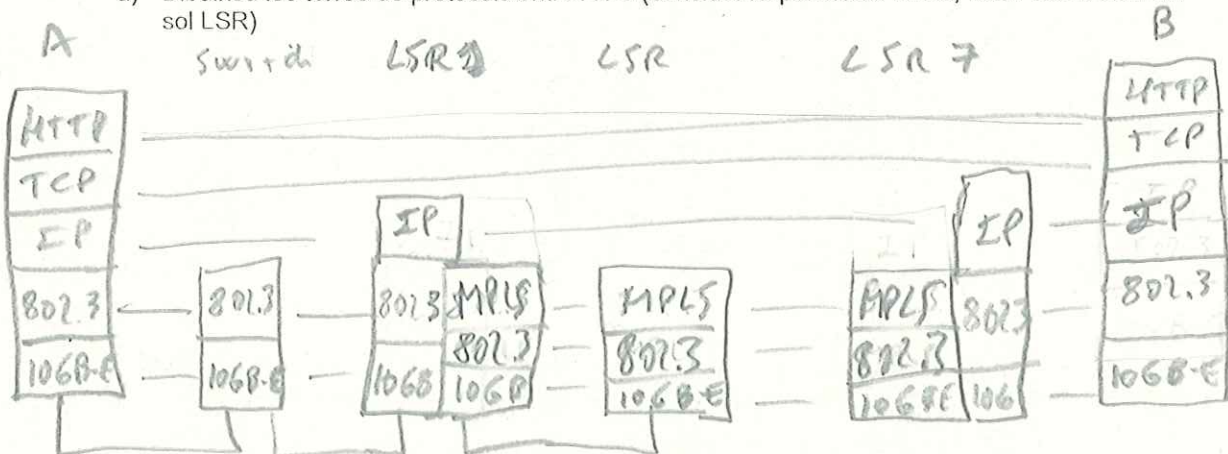 sol LSR)
A Switch LSR1 LSR LSR 7 B
HTTP HTTP
TCP TCP
IP IP IP IP
802.3 802.3 802.3 MPLS MPLS MPLS 802.3 802.3
802.3 802.3 802.3
10GB-E 10GB-E 10GB 10GB 10GB-E 10GBE 10G 10GB-E